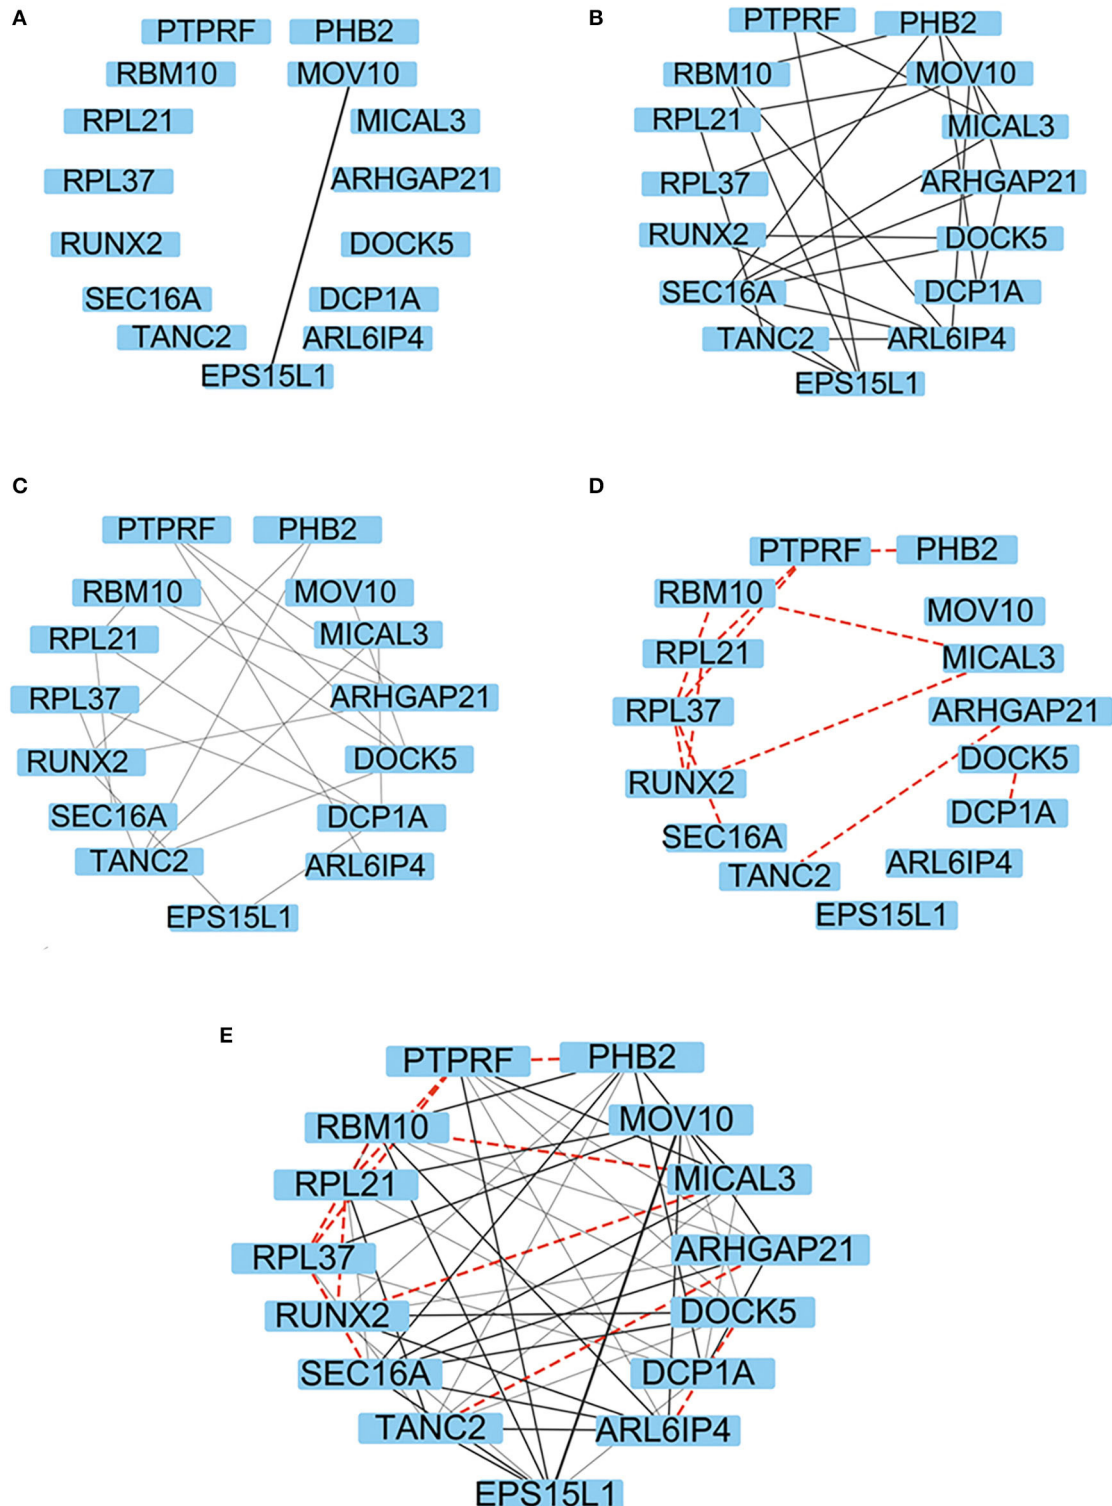 A
PTPRF PHB2
RBM10 MOV10
RPL21 MICAL3
RPL37 ARHGAP21
RUNX2 DOCK5
SEC16A DCP1A
TANC2 ARL6IP4
EPS15L1
B
PTPRF PHB2
RBM10 MOV10
RPL21 MICAL3
RPL37 ARHGAP21
RUNX2 DOCK5
SEC16A DCP1A
TANC2 ARL6IP4
EPS15L1
C
PTPRF PHB2
RBM10 MOV10
RPL21 MICAL3
RPL37 ARHGAP21
RUNX2 DOCK5
SEC16A DCP1A
TANC2 ARL6IP4
EPS15L1
D
PTPRF PHB2
RBM10 MOV10
RPL21 MICAL3
RPL37 ARHGAP21
RUNX2 DOCK5
SEC16A DCP1A
TANC2 ARL6IP4
EPS15L1
E
PTPRF PHB2
RBM10 MOV10
RPL21 MICAL3
RPL37 ARHGAP21
RUNX2 DOCK5
SEC16A DCP1A
TANC2 ARL6IP4
EPS15L1